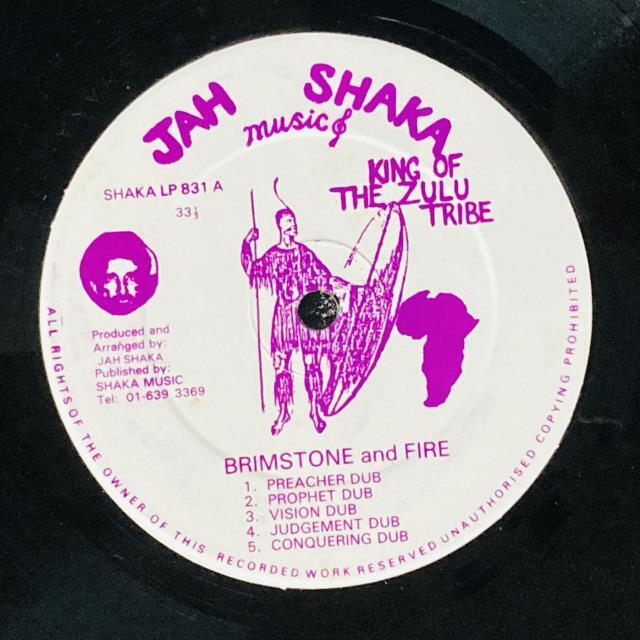 JAH SHAKA
music
KING OF
THE ZULU
TRIBE
SHAKA LP 831 A
33⅓
Produced and
Arranged by:
JAH SHAKA
Published by:
SHAKA MUSIC
Tel: 01-639 3369
BRIMSTONE and FIRE
1. PREACHER DUB
2. PROPHET DUB
3. VISION DUB
4. JUDGEMENT DUB
5. CONQUERING DUB
ALL RIGHTS OF THE OWNER OF THIS RECORDED WORK RESERVED UNAUTHORISED COPYING PROHIBITED